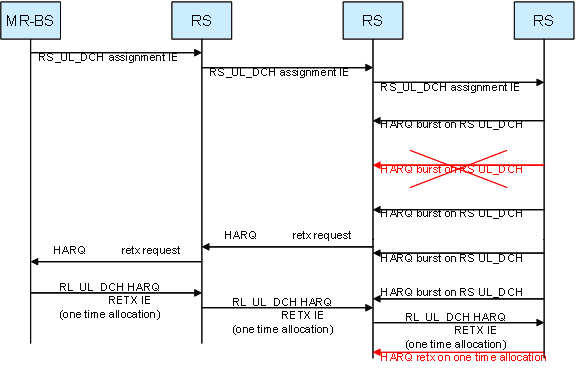 MR-BS RS RS RS
RS_UL_DCH assignment IE
RS_UL_DCH assignment IE
RS_UL_DCH assignment IE
HARQ burst on RS UL_DCH
HARQ burst on RS UL_DCH
HARQ burst on RS UL_DCH
HARQ retx request
HARQ retx request
HARQ burst on RS UL_DCH
RL_UL_DCH HARQ
RETX IE
(one time allocation)
HARQ burst on RS UL_DCH
RL_UL_DCH HARQ
RETX IE
(one time allocation)
RL_UL_DCH HARQ
RETX IE
(one time allocation)
HARQ retx on one time allocation